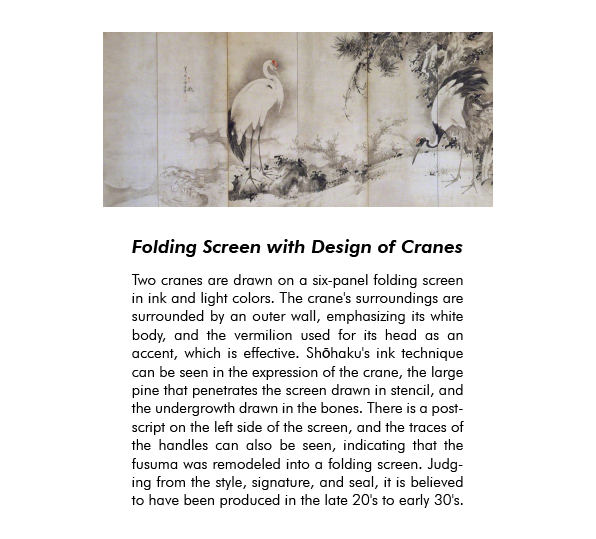 Folding Screen with Design of Cranes
Two cranes are drawn on a six-panel folding screen
in ink and light colors. The crane's surroundings are
surrounded by an outer wall, emphasizing its white
body, and the vermilion used for its head as an
accent, which is effective. Shōhaku's ink technique
can be seen in the expression of the crane, the large
pine that penetrates the screen drawn in stencil, and
the undergrowth drawn in the bones. There is a post-
script on the left side of the screen, and the traces of
the handles can also be seen, indicating that the
fusuma was remodeled into a folding screen. Judg-
ing from the style, signature, and seal, it is believed
to have been produced in the late 20's to early 30's.